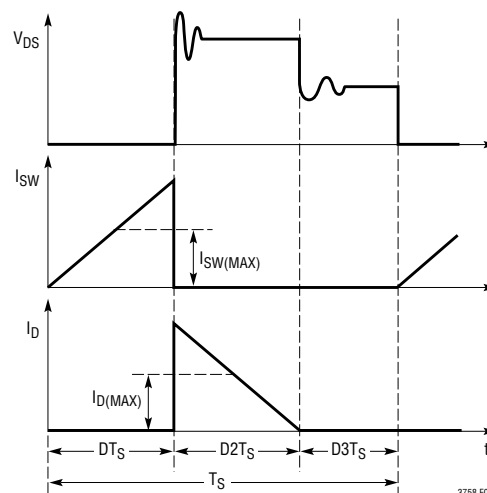 VDS
ISW
ISW(MAX)
ID
ID(MAX)
DTS
D2TS
D3TS
t
TS